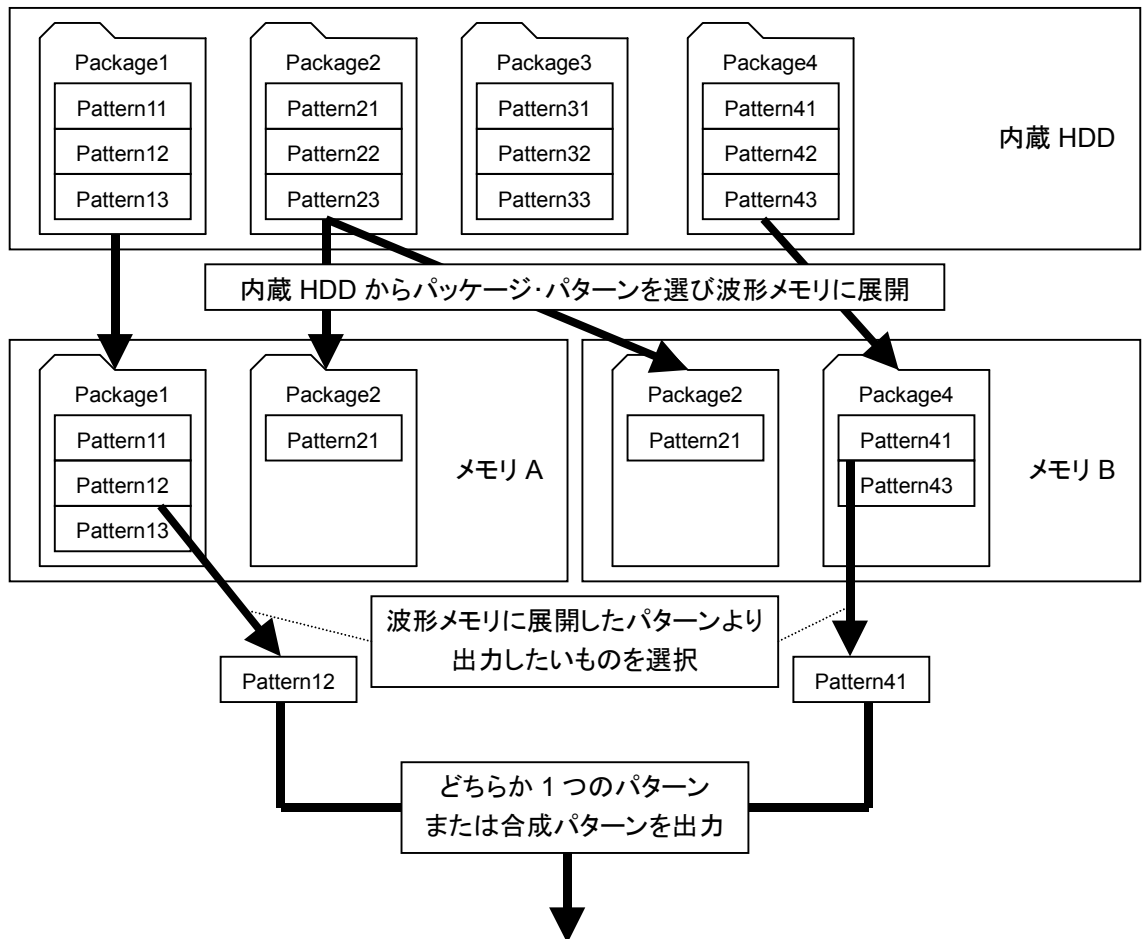 Package1
Pattern11
Pattern12
Pattern13
Package2
Pattern21
Pattern22
Pattern23
Package3
Pattern31
Pattern32
Pattern33
Package4
Pattern41
Pattern42
Pattern43
内蔵 HDD
内蔵 HDD からパッケージ・パターンを選び波形メモリに展開
Package1
Pattern11
Pattern12
Pattern13
Package2
Pattern21
メモリ A
Package2
Pattern21
Package4
Pattern41
Pattern43
メモリ B
波形メモリに展開したパターンより
出力したいものを選択
Pattern12
Pattern41
どちらか 1 つのパターン
または合成パターンを出力